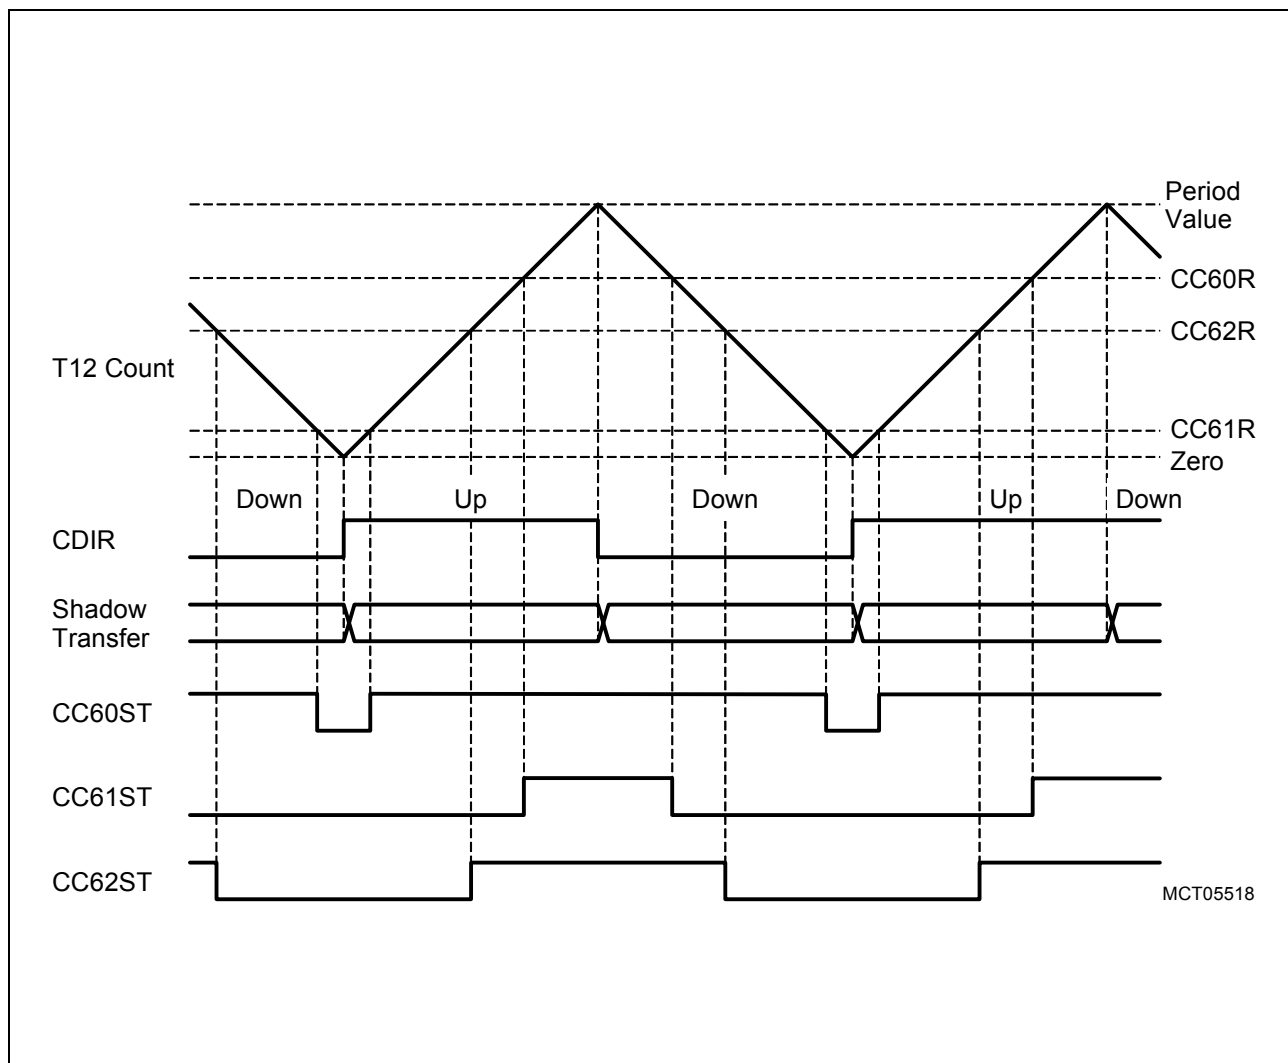 Period
Value
CC60R
CC62R
T12 Count
CC61R
Zero
Down
Up
Down
Up
Down
CDIR
Shadow
Transfer
CC60ST
CC61ST
CC62ST
MCT05518